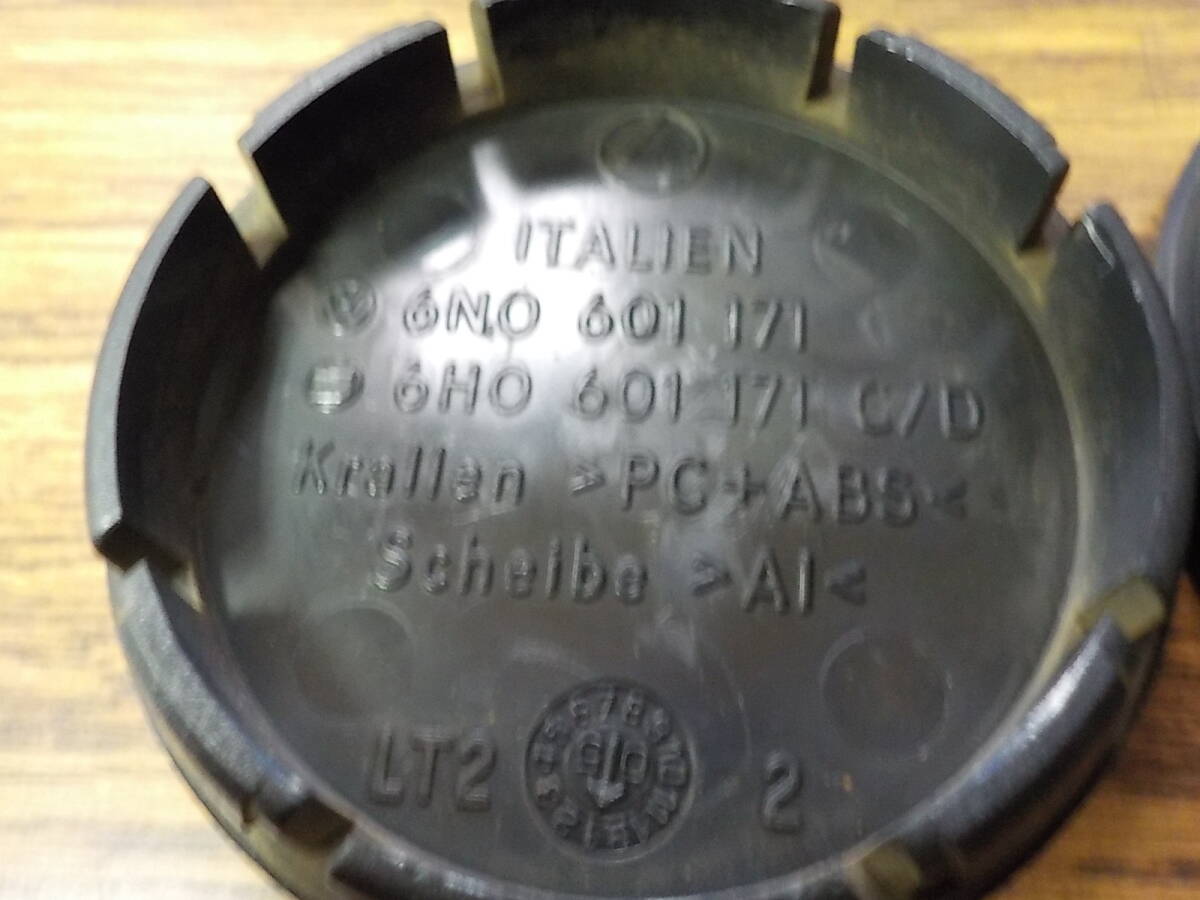 ITALIEN
6N0 601 171
6H0 601 171 C/D
Krallen >PC+ABS<
Scheibe >Al<
LT2
2